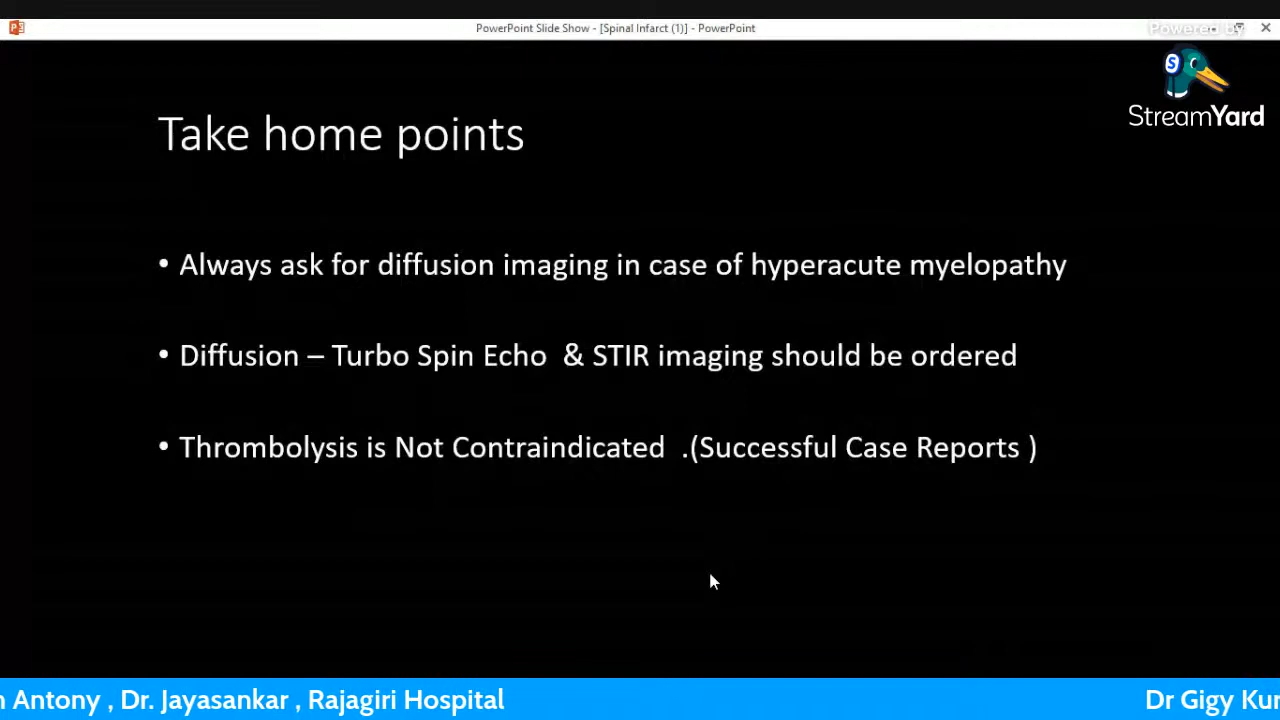 PowerPoint Slide Show - [Spinal Infarct (1)] - PowerPoint
Powered by
S
StreamYard
Take home points
• Always ask for diffusion imaging in case of hyperacute myelopathy
• Diffusion – Turbo Spin Echo & STIR imaging should be ordered
• Thrombolysis is Not Contraindicated .(Successful Case Reports )
n Antony , Dr. Jayasankar , Rajagiri Hospital
Dr Gigy Kur